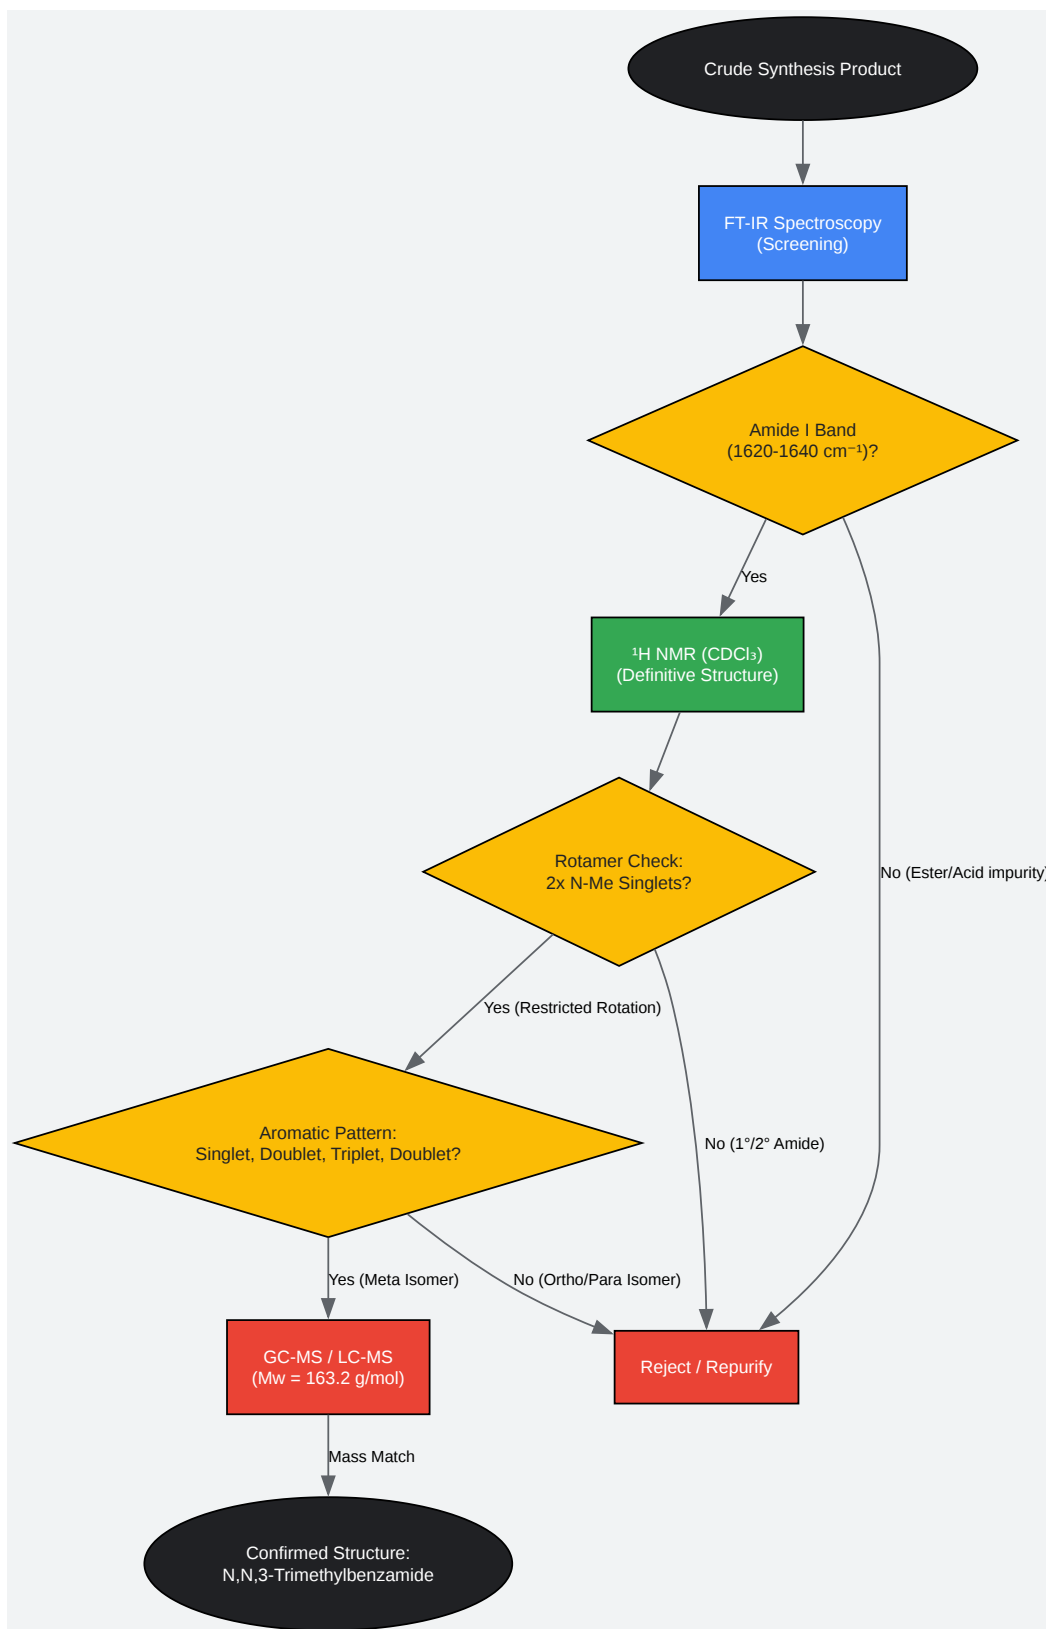 Crude Synthesis Product
FT-IR Spectroscopy
(Screening)
Amide I Band
(1620-1640 cm⁻¹)?
Yes
¹H NMR (CDCl₃)
(Definitive Structure)
Rotamer Check:
2x N-Me Singlets?
No (Ester/Acid impurity)
Yes (Restricted Rotation)
Aromatic Pattern:
Singlet, Doublet, Triplet, Doublet?
No (1°/2° Amide)
Yes (Meta Isomer)
No (Ortho/Para Isomer)
GC-MS / LC-MS
(Mw = 163.2 g/mol)
Reject / Repurify
Mass Match
Confirmed Structure:
N,N,3-Trimethylbenzamide